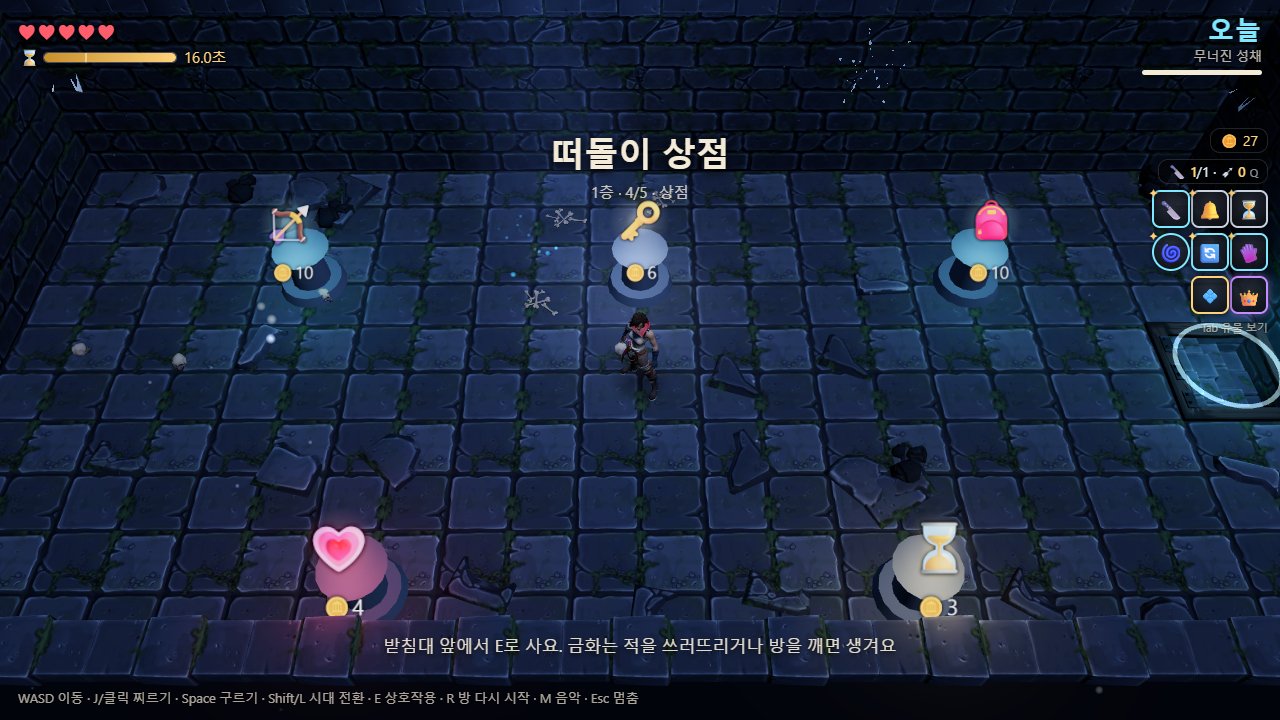 16.0초
오늘
무너진 성채
27
1/1 · 0 Q
Tab 유물 보기
떠돌이 상점
1층 · 4/5 · 상점
10
6
10
4
3
받침대 앞에서 E로 사요. 금화는 적을 쓰러뜨리거나 방을 깨면 생겨요
WASD 이동 · J/클릭 찌르기 · Space 구르기 · Shift/L 시대 전환 · E 상호작용 · R 방 다시 시작 · M 음악 · Esc 멈춤